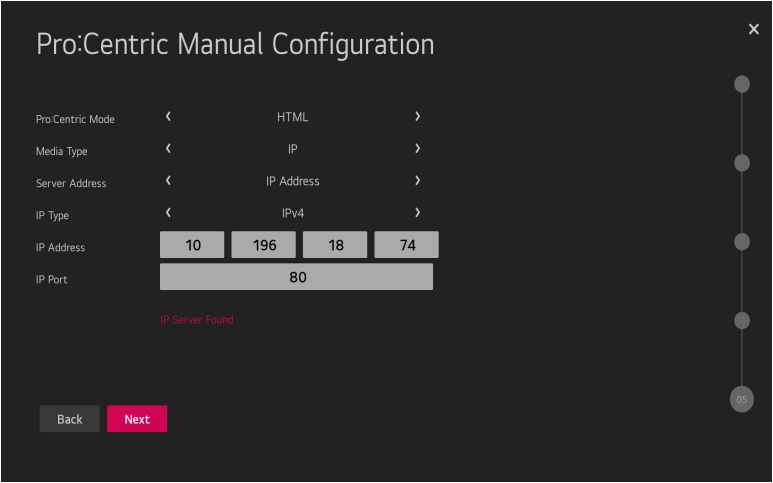 Pro:Centric Manual Configuration
×
Pro:Centric Mode < HTML >
Media Type < IP >
Server Address < IP Address >
IP Type < IPv4 >
IP Address 10 196 18 74
IP Port 80
IP Server Found
05
Back Next